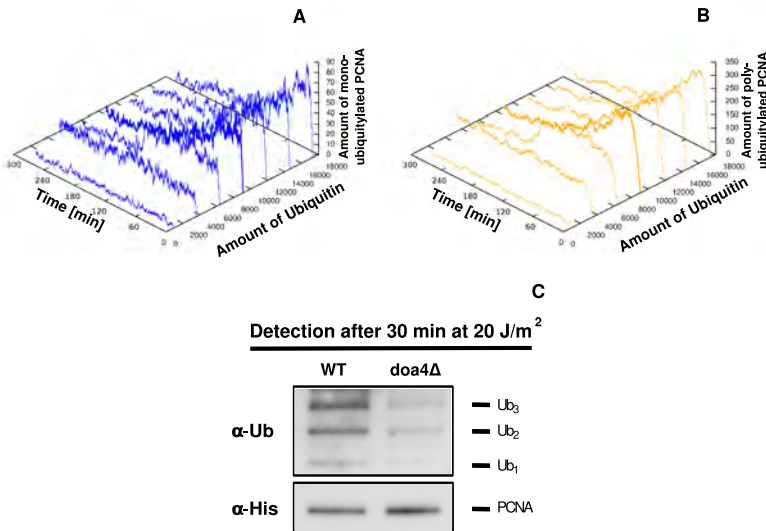 A
B
90
80
70
60
50
40
30
20
10
0
Amount of mono-
ubiquitylated PCNA
300
240
180
120
60
0
Time [min]
0
2000
4000
6000
8000
10000
12000
14000
16000
18000
Amount of Ubiquitin
350
300
250
200
150
100
50
0
Amount of poly-
ubiquitylated PCNA
300
240
180
120
60
0
Time [min]
0
2000
4000
6000
8000
10000
12000
14000
16000
18000
Amount of Ubiquitin
C
Detection after 30 min at 20 J/m²
WT doa4Δ
α-Ub
Ub₃
Ub₂
Ub₁
α-His
PCNA